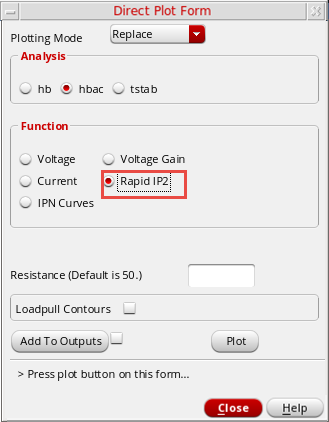 Direct Plot Form
Plotting Mode Replace
Analysis
hb hbac tstab
Function
Voltage Voltage Gain
Current Rapid IP2
IPN Curves
Resistance (Default is 50.)
Loadpull Contours
Add To Outputs Plot
> Press plot button on this form...
Close Help